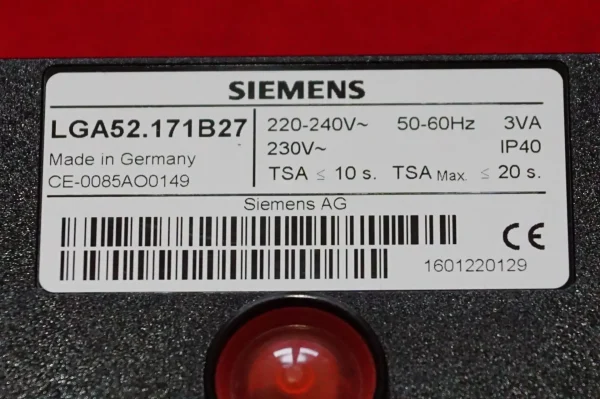 SIEMENS
LGA52.171B27
220-240V~ 50-60Hz 3VA
230V~ IP40
Made in Germany
CE-0085AO0149
TSA ≤ 10 s. TSA Max. ≤ 20 s.
Siemens AG
CE
1601220129